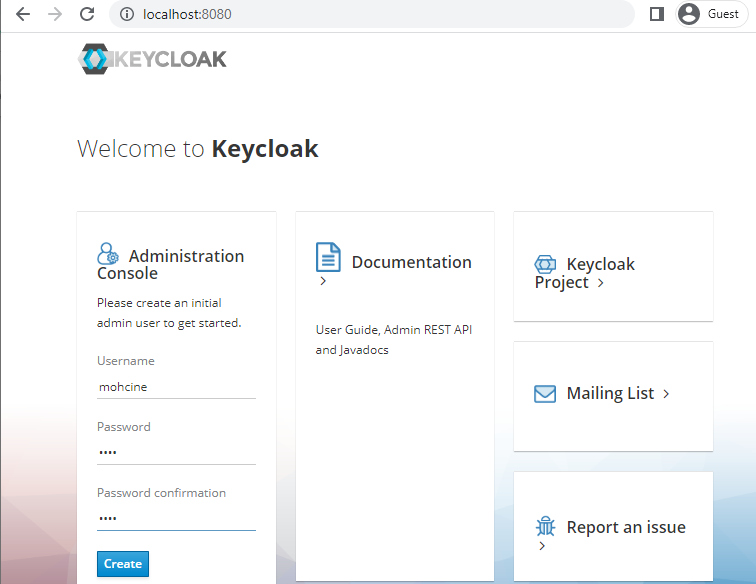 localhost:8080
Guest
KEYCLOAK
Welcome to Keycloak
Administration
Console
Please create an initial
admin user to get started.
Username
mohcine
Password
••••
Password confirmation
••••
Create
Documentation
>
User Guide, Admin REST API
and Javadocs
Keycloak
Project >
Mailing List >
Report an issue
>